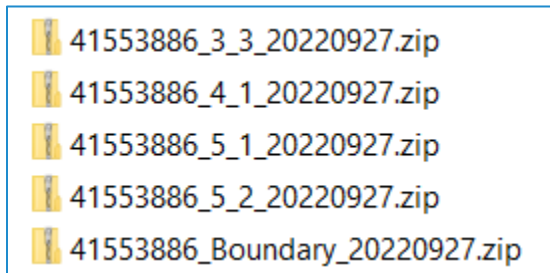 41553886_3_3_20220927.zip
41553886_4_1_20220927.zip
41553886_5_1_20220927.zip
41553886_5_2_20220927.zip
41553886_Boundary_20220927.zip